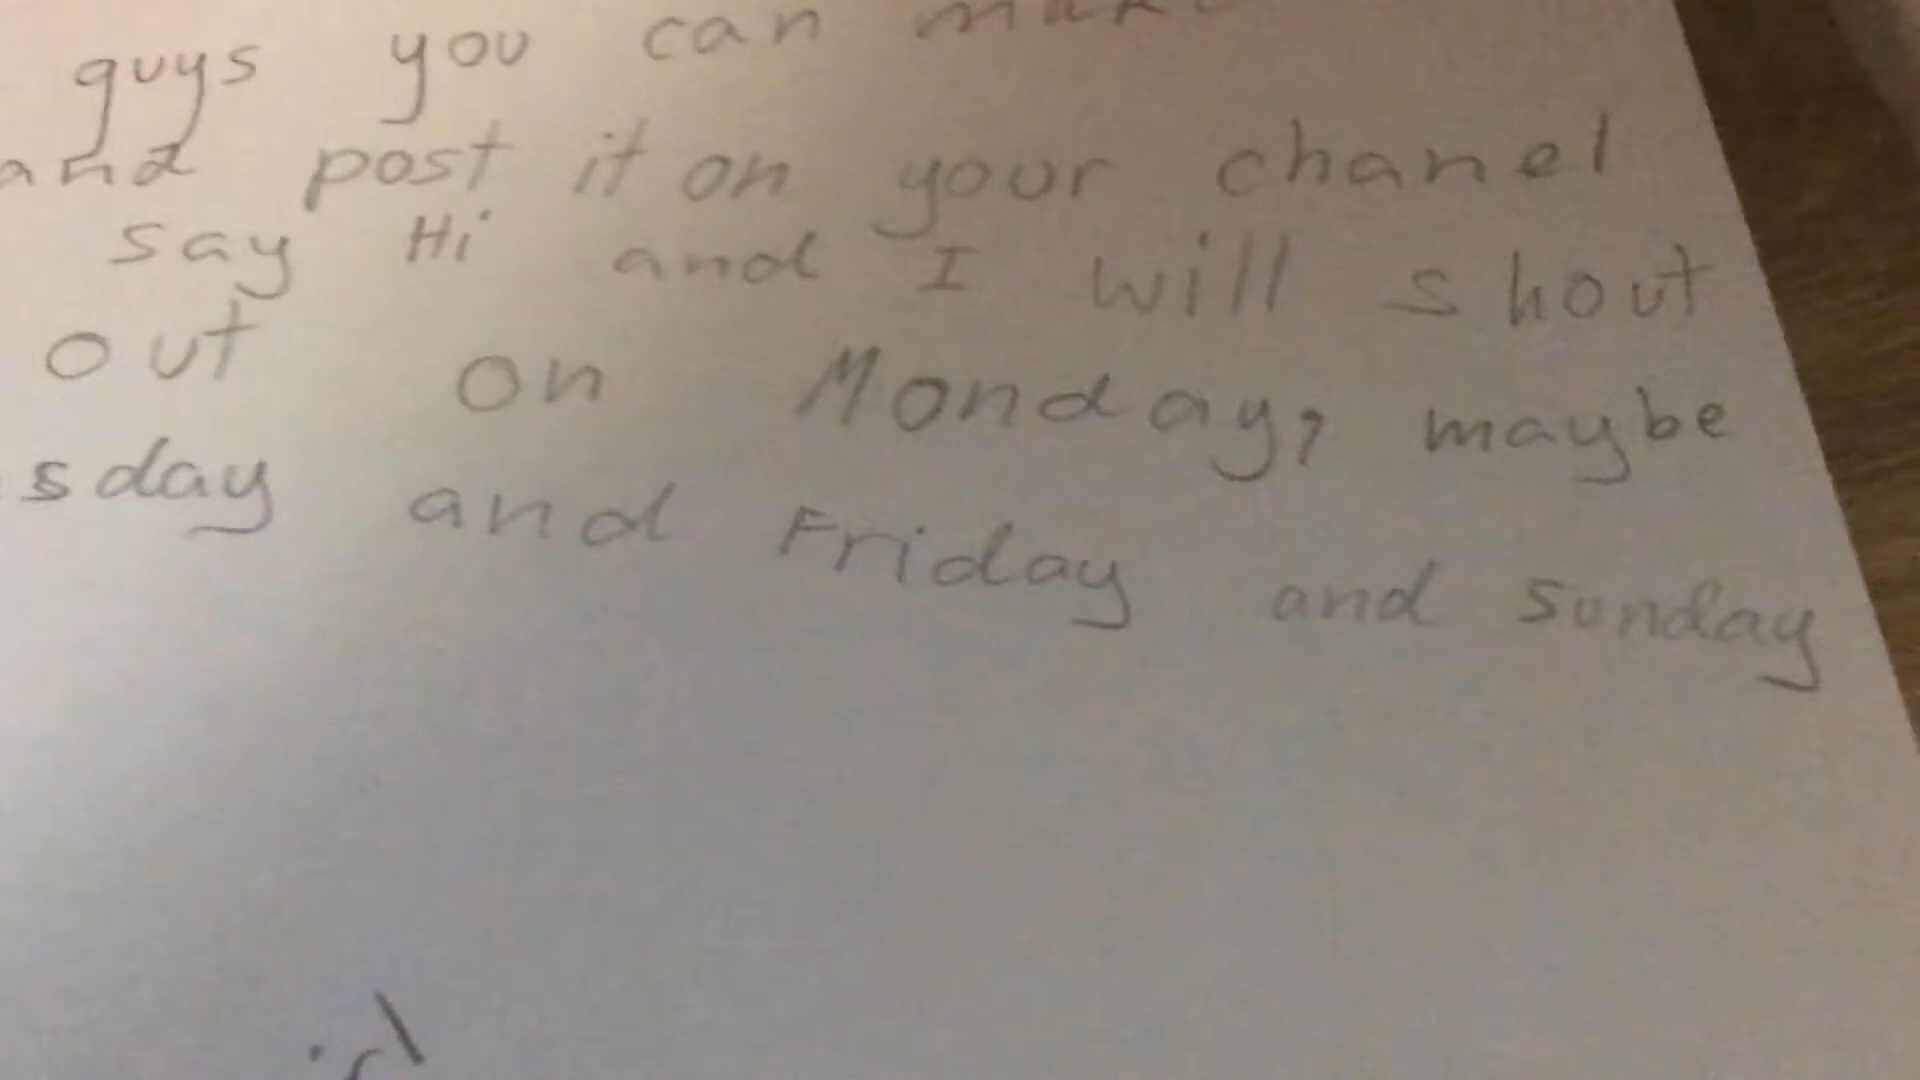 guys you can make
and post it on your chanel
say Hi and I will shout
out on Monday, maybe
sday and Friday and Sunday